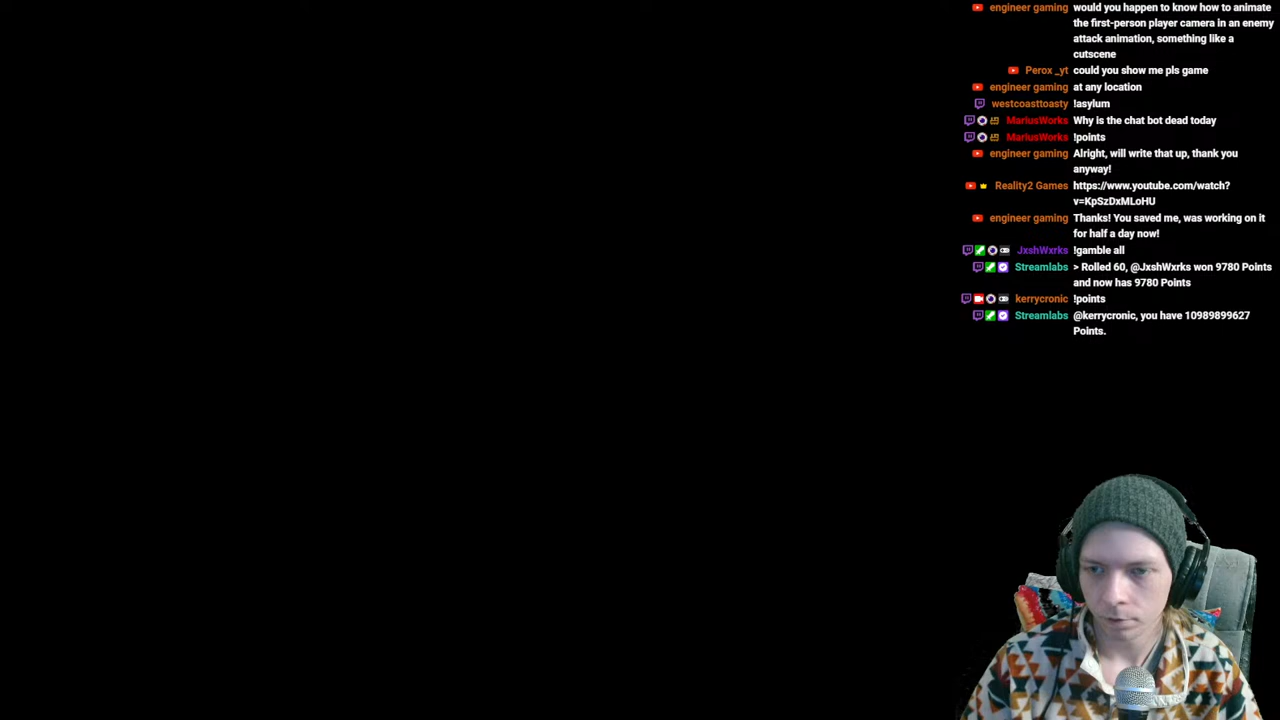 engineer gaming would you happen to know how to animate
the first-person player camera in an enemy
attack animation, something like a
cutscene
Perox _yt could you show me pls game
engineer gaming at any location
westcoasttoasty !asylum
MariusWorks Why is the chat bot dead today
MariusWorks !points
engineer gaming Alright, will write that up, thank you
anyway!
Reality2 Games https://www.youtube.com/watch?
v=KpSzDxMLoHU
engineer gaming Thanks! You saved me, was working on it
for half a day now!
JxshWxrks !gamble all
Streamlabs > Rolled 60, @JxshWxrks won 9780 Points
and now has 9780 Points
kerrycronic !points
Streamlabs @kerrycronic, you have 10989899627
Points.